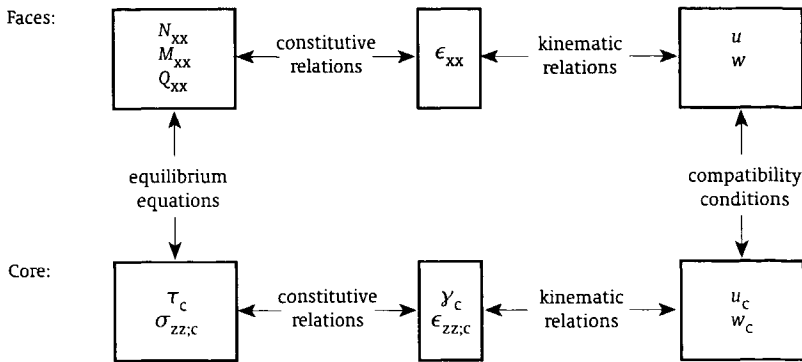 Faces:
N_xx
M_xx
Q_xx
constitutive
relations
ϵ_xx
kinematic
relations
u
w
equilibrium
equations
compatibility
conditions
Core:
τ_c
σ_zz;c
constitutive
relations
γ_c
ϵ_zz;c
kinematic
relations
u_c
w_c